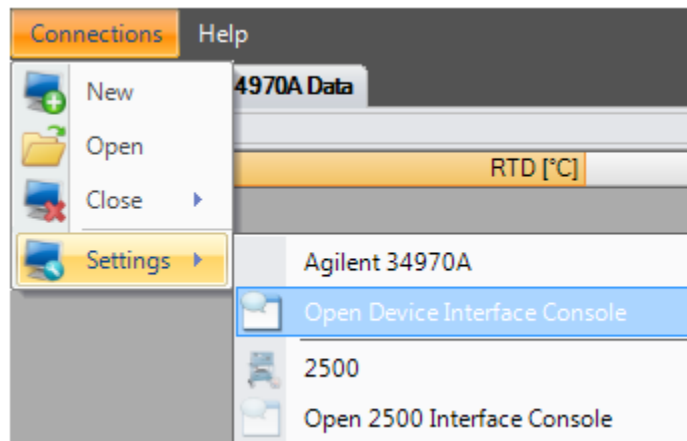 Connections Help
New
4970A Data
Open
RTD [°C]
Close
Settings
Agilent 34970A
Open Device Interface Console
2500
Open 2500 Interface Console